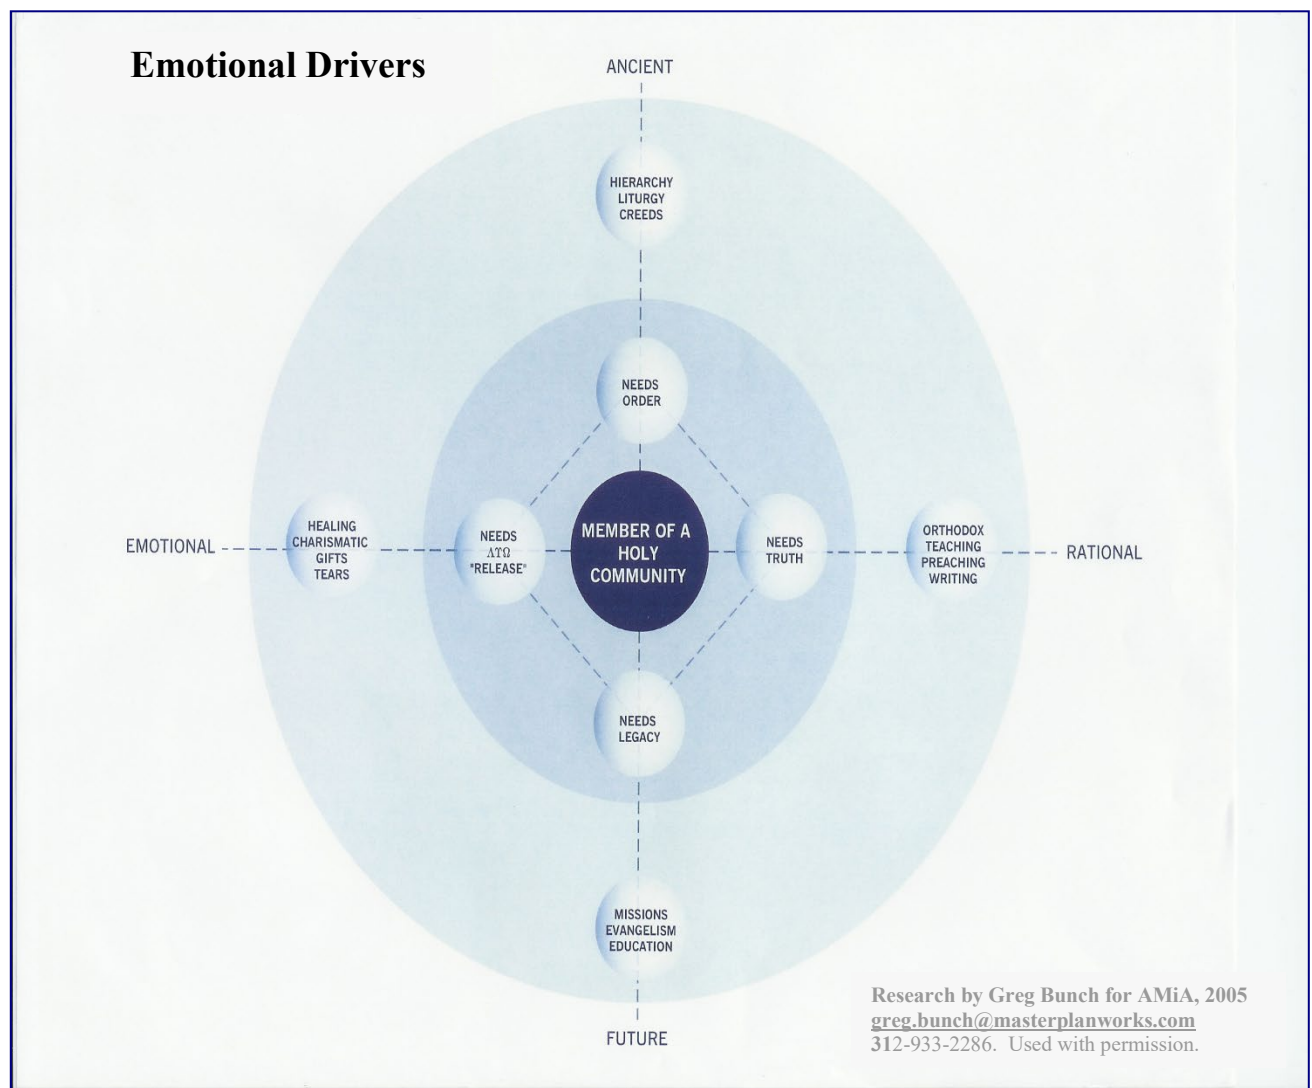 Emotional Drivers
ANCIENT
HIERARCHY
LITURGY
CREEDS
NEEDS
ORDER
EMOTIONAL
HEALING
CHARISMATIC
GIFTS
TEARS
NEEDS
ΛΥΩ
"RELEASE"
MEMBER OF A
HOLY
COMMUNITY
NEEDS
TRUTH
ORTHODOX
TEACHING
PREACHING
WRITING
RATIONAL
NEEDS
LEGACY
MISSIONS
EVANGELISM
EDUCATION
FUTURE
Research by Greg Bunch for AMiA, 2005
greg.bunch@masterplanworks.com
312-933-2286.  Used with permission.